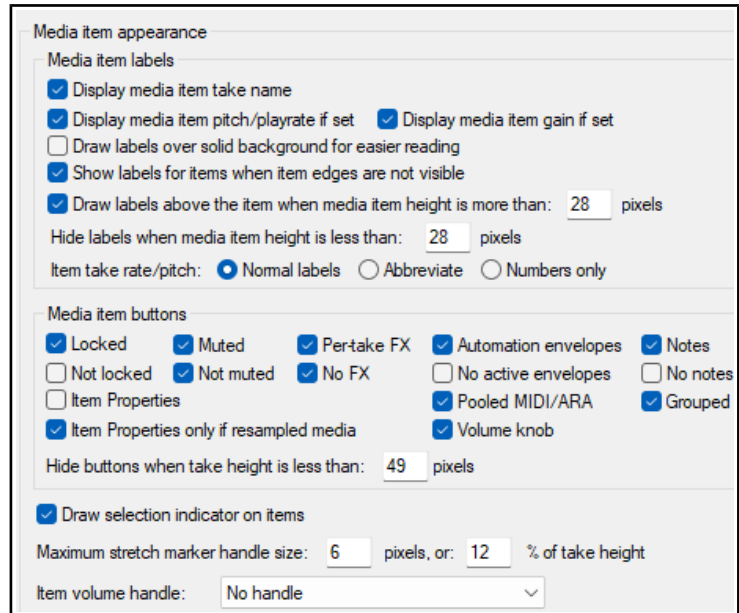 Media item appearance
Media item labels
Display media item take name
Display media item pitch/playrate if set Display media item gain if set
Draw labels over solid background for easier reading
Show labels for items when item edges are not visible
Draw labels above the item when media item height is more than: 28 pixels
Hide labels when media item height is less than: 28 pixels
Item take rate/pitch: Normal labels Abbreviate Numbers only
Media item buttons
Locked Muted Per-take FX Automation envelopes Notes
Not locked Not muted No FX No active envelopes No notes
Item Properties Pooled MIDI/ARA Grouped
Item Properties only if resampled media Volume knob
Hide buttons when take height is less than: 49 pixels
Draw selection indicator on items
Maximum stretch marker handle size: 6 pixels, or: 12 % of take height
Item volume handle: No handle